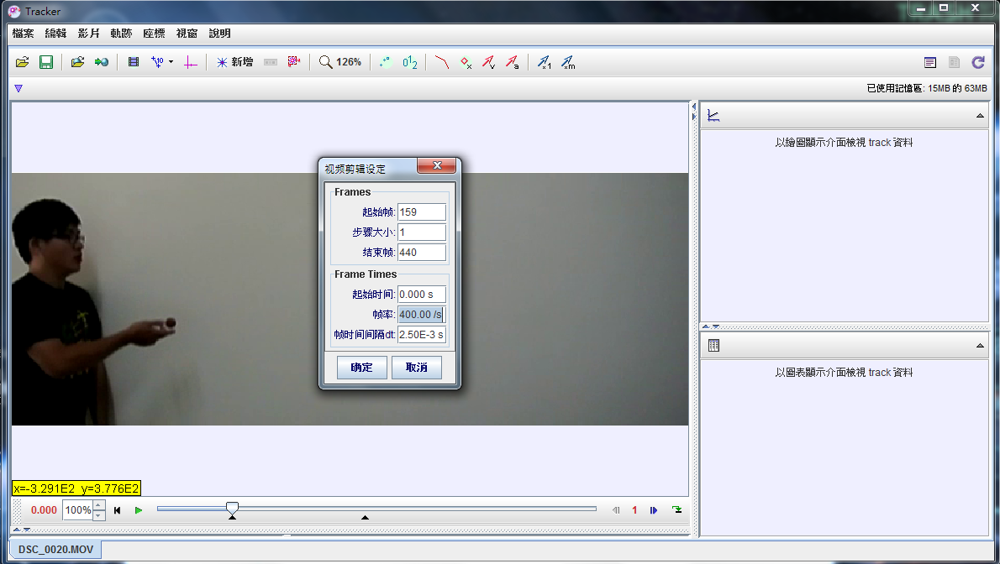 Tracker
檔案 編輯 影片 軌跡 座標 視窗 說明
新增 126%
已使用記憶區: 15MB 的 63MB
以繪圖顯示介面檢視 track 資料
视频剪辑设定
Frames
起始帧: 159
步骤大小: 1
结束帧: 440
Frame Times
起始时间: 0.000 s
帧率: 400.00 /s
帧时间间隔dt: 2.50E-3 s
确定 取消
以圖表顯示介面檢視 track 資料
x=-3.291E2 y=3.776E2
0.000 100% 1
DSC_0020.MOV